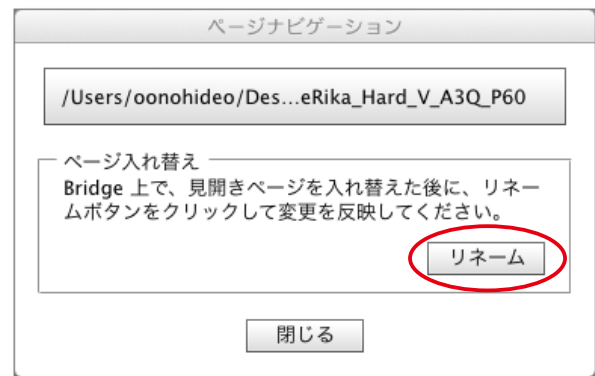 ページナビゲーション
/Users/oonohideo/Des...eRika_Hard_V_A3Q_P60
ページ入れ替え
Bridge 上で、見開きページを入れ替えた後に、リネー
ムボタンをクリックして変更を反映してください。
リネーム
閉じる